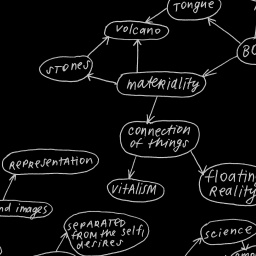 Tongue
volcano
BO
STONES
materiality
connection
of things
REPRESENTATION
VITALISM
floating
Reality
nd images
SEPARATED
FROM the self,
desires
science